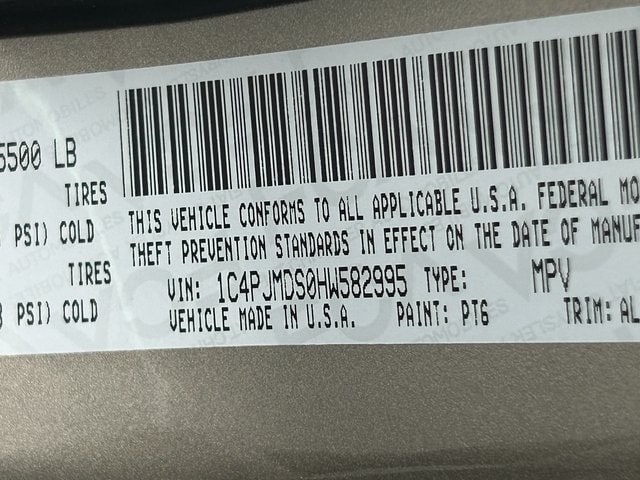 5500 LB
TIRES
PSI) COLD
TIRES
PSI) COLD
THIS VEHICLE CONFORMS TO ALL APPLICABLE U.S.A. FEDERAL MO
THEFT PREVENTION STANDARDS IN EFFECT ON THE DATE OF MANUF
VIN: 1C4PJMDS0HW582995 TYPE: MPV
VEHICLE MADE IN U.S.A. PAINT: PTG TRIM: AL